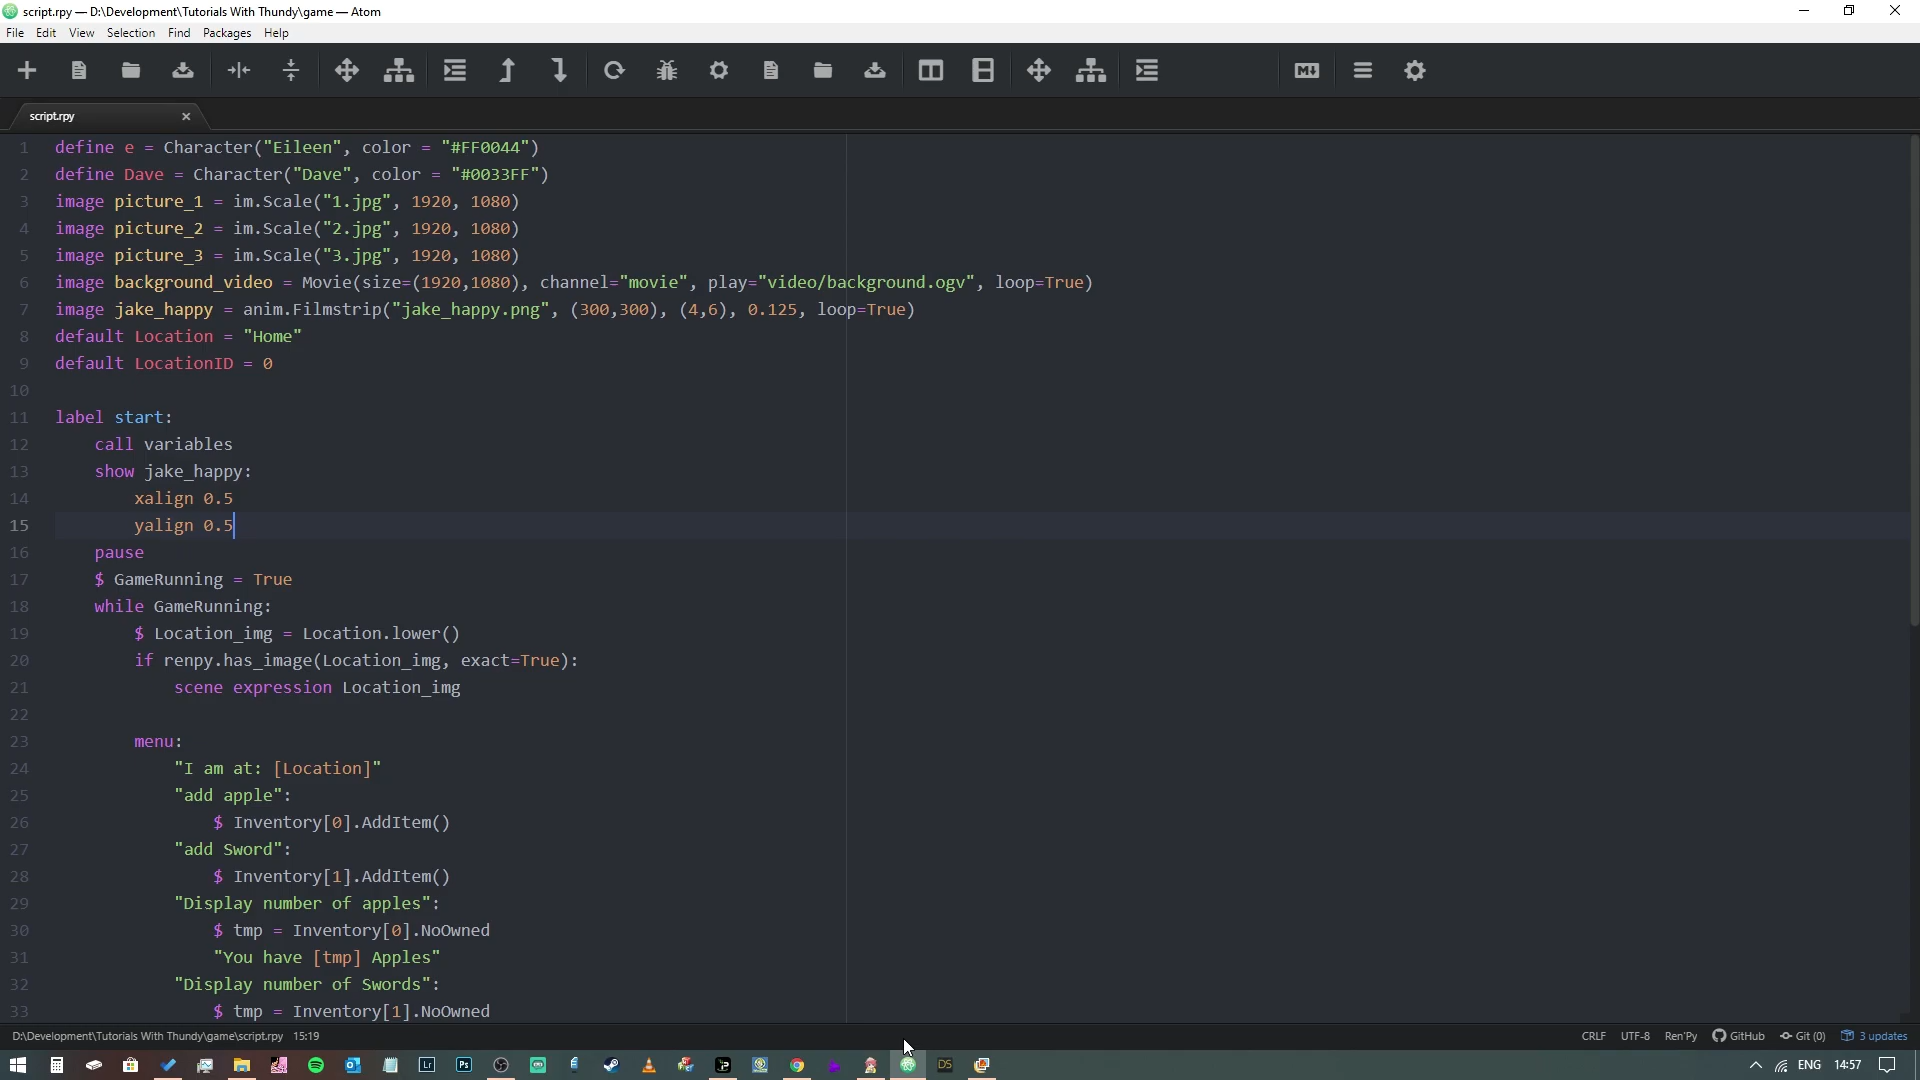 script.rpy — D:\Development\Tutorials With Thundy\game — Atom
File Edit View Selection Find Packages Help
script.rpy
1 define e = Character("Eileen", color = "#FF0044")
2 define Dave = Character("Dave", color = "#0033FF")
3 image picture_1 = im.Scale("1.jpg", 1920, 1080)
4 image picture_2 = im.Scale("2.jpg", 1920, 1080)
5 image picture_3 = im.Scale("3.jpg", 1920, 1080)
6 image background_video = Movie(size=(1920,1080), channel="movie", play="video/background.ogv", loop=True)
7 image jake_happy = anim.Filmstrip("jake_happy.png", (300,300), (4,6), 0.125, loop=True)
8 default Location = "Home"
9 default LocationID = 0
10
11 label start:
12 call variables
13 show jake_happy:
14 xalign 0.5
15 yalign 0.5
16 pause
17 $ GameRunning = True
18 while GameRunning:
19 $ Location_img = Location.lower()
20 if renpy.has_image(Location_img, exact=True):
21 scene expression Location_img
22
23 menu:
24 "I am at: [Location]"
25 "add apple":
26 $ Inventory[0].AddItem()
27 "add Sword":
28 $ Inventory[1].AddItem()
29 "Display number of apples":
30 $ tmp = Inventory[0].NoOwned
31 "You have [tmp] Apples"
32 "Display number of Swords":
33 $ tmp = Inventory[1].NoOwned
D:\Development\Tutorials With Thundy\game\script.rpy 15:19 CRLF UTF-8 Ren'Py GitHub Git (0) 3 updates
Lr Ps DS ENG 14:57